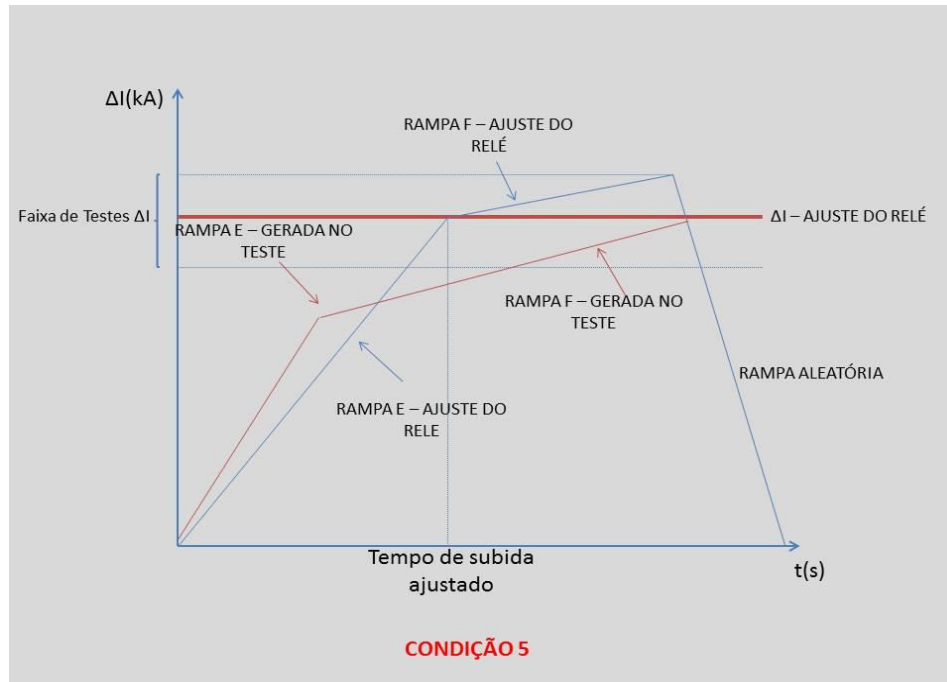 ΔI(kA)
RAMPA F – AJUSTE DO
RELÉ
Faixa de Testes ΔI
ΔI – AJUSTE DO RELÉ
RAMPA E – GERADA NO
TESTE
RAMPA F – GERADA NO
TESTE
RAMPA ALEATÓRIA
RAMPA E – AJUSTE DO
RELE
Tempo de subida
ajustado
t(s)
CONDIÇÃO 5